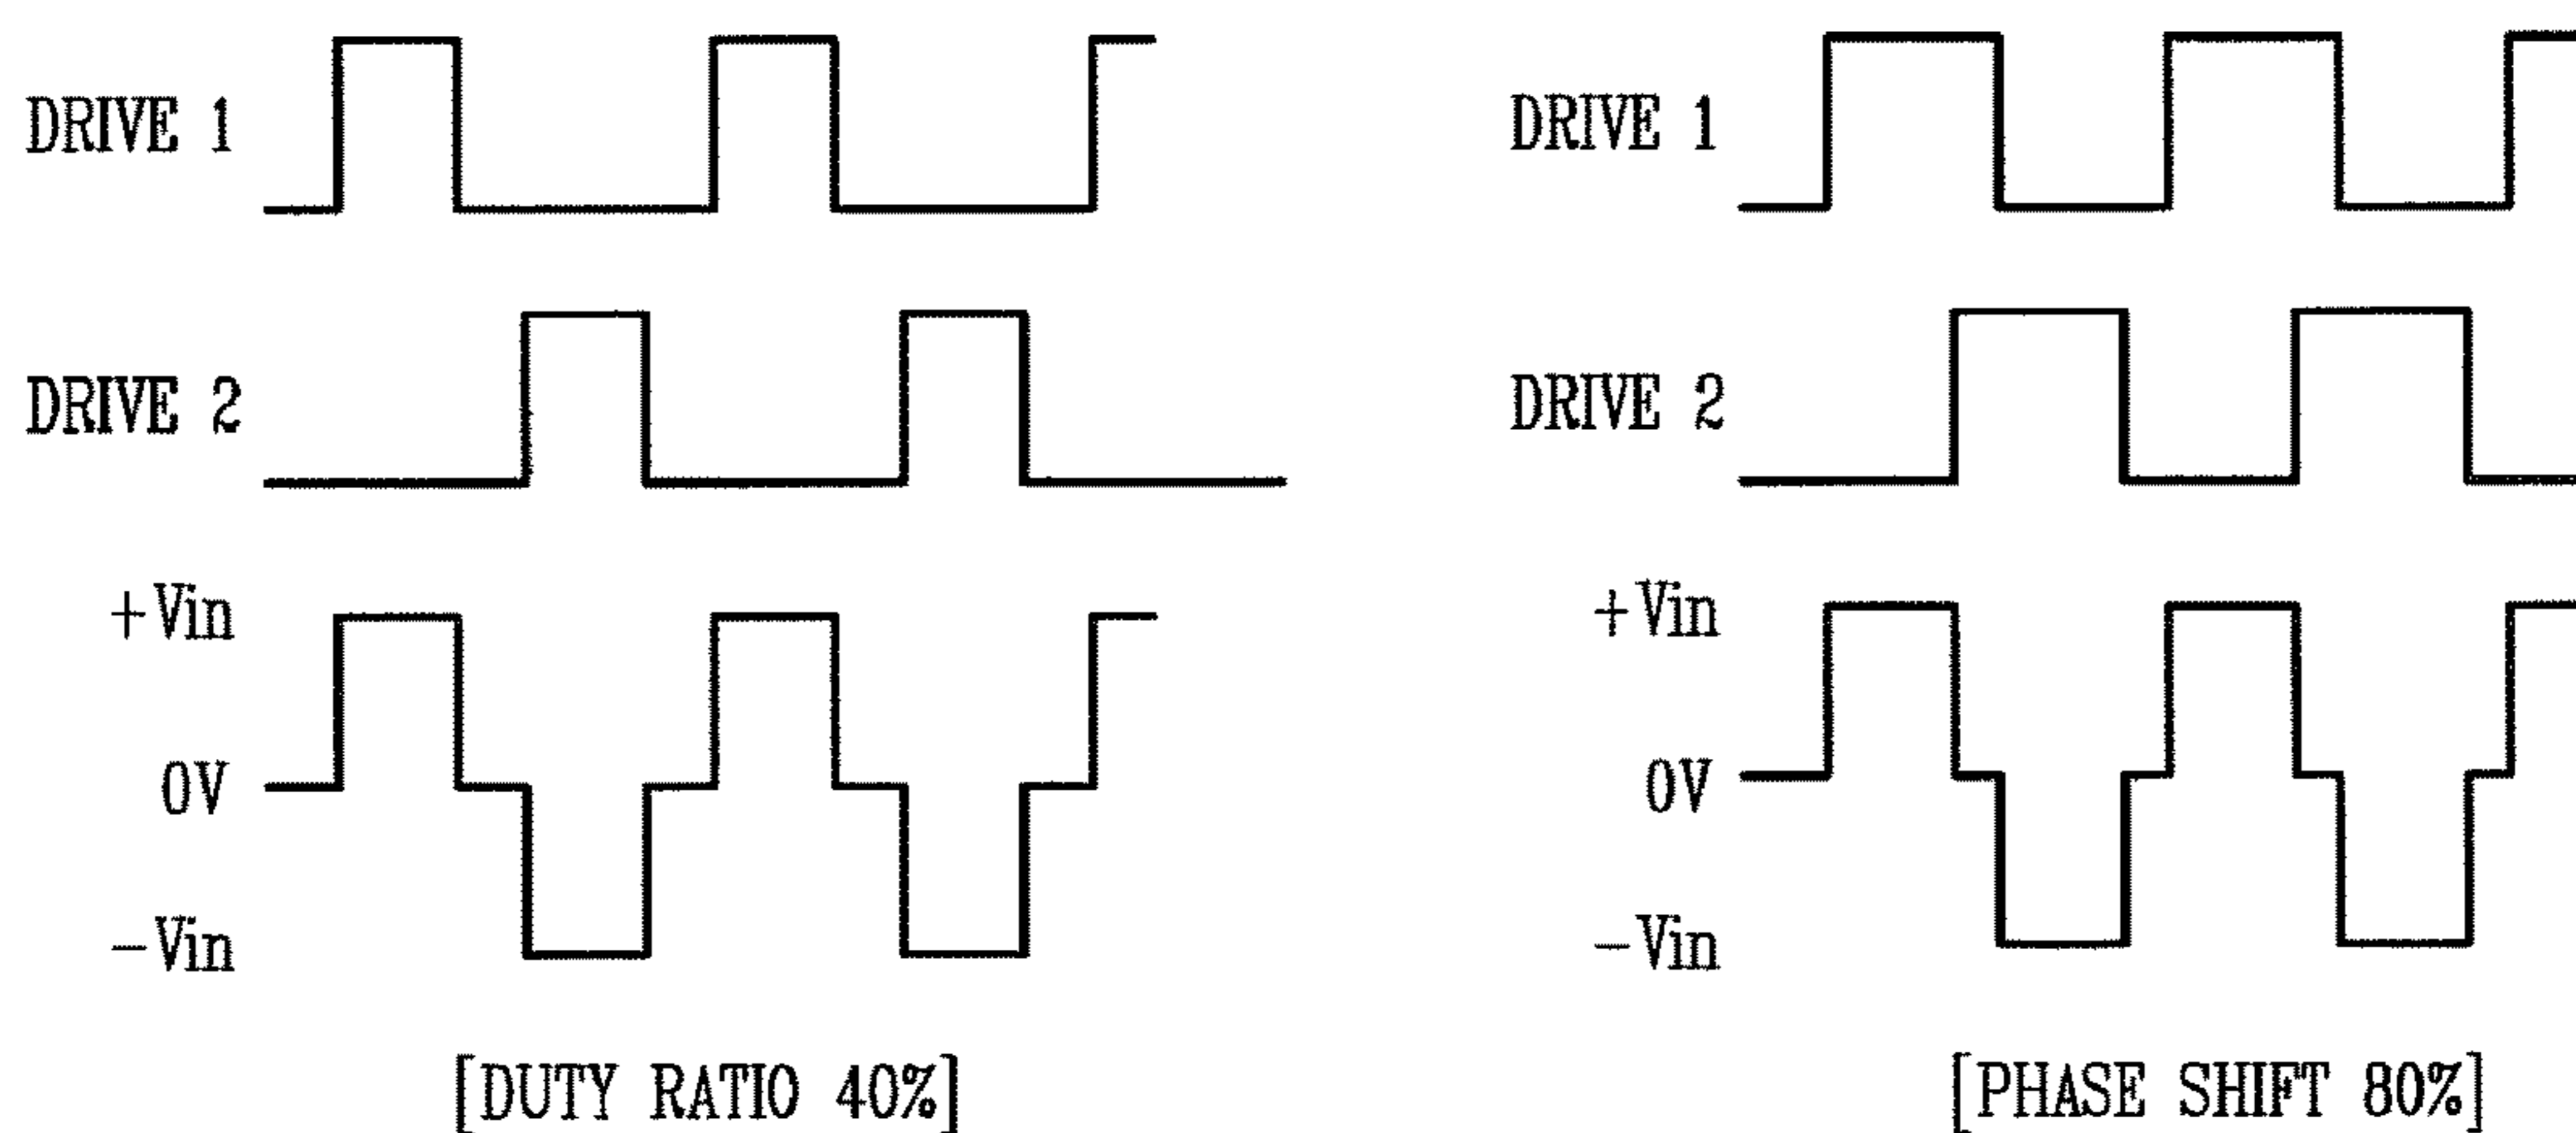 DRIVE 1
DRIVE 2
+Vin
0V
-Vin
[DUTY RATIO 40%]
DRIVE 1
DRIVE 2
+Vin
0V
-Vin
[PHASE SHIFT 80%]